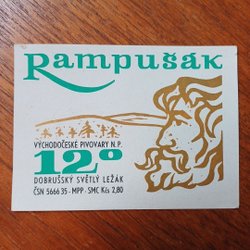 Rampušák
VÝCHODOČESKÉ PIVOVARY N.P.
12°
DOBRUŠSKÝ SVĚTLÝ LEŽÁK
ČSN 5666 35 · MPP · SMC Kčs 2,80